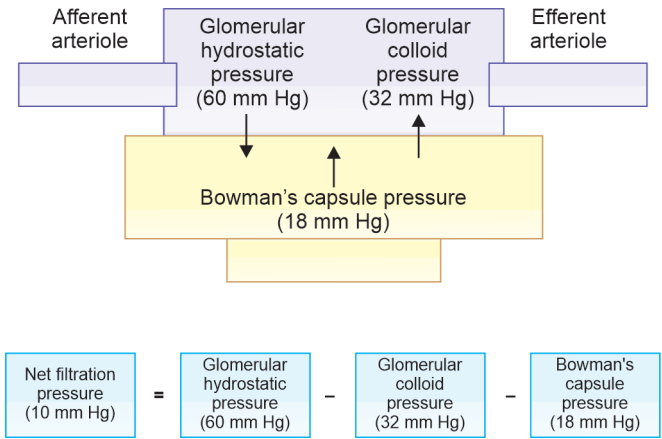 Afferent
arteriole
Glomerular
hydrostatic
pressure
(60 mm Hg)
Glomerular
colloid
pressure
(32 mm Hg)
Efferent
arteriole
Bowman’s capsule pressure
(18 mm Hg)
Net filtration
pressure
(10 mm Hg)
=
Glomerular
hydrostatic
pressure
(60 mm Hg)
–
Glomerular
colloid
pressure
(32 mm Hg)
–
Bowman's
capsule
pressure
(18 mm Hg)